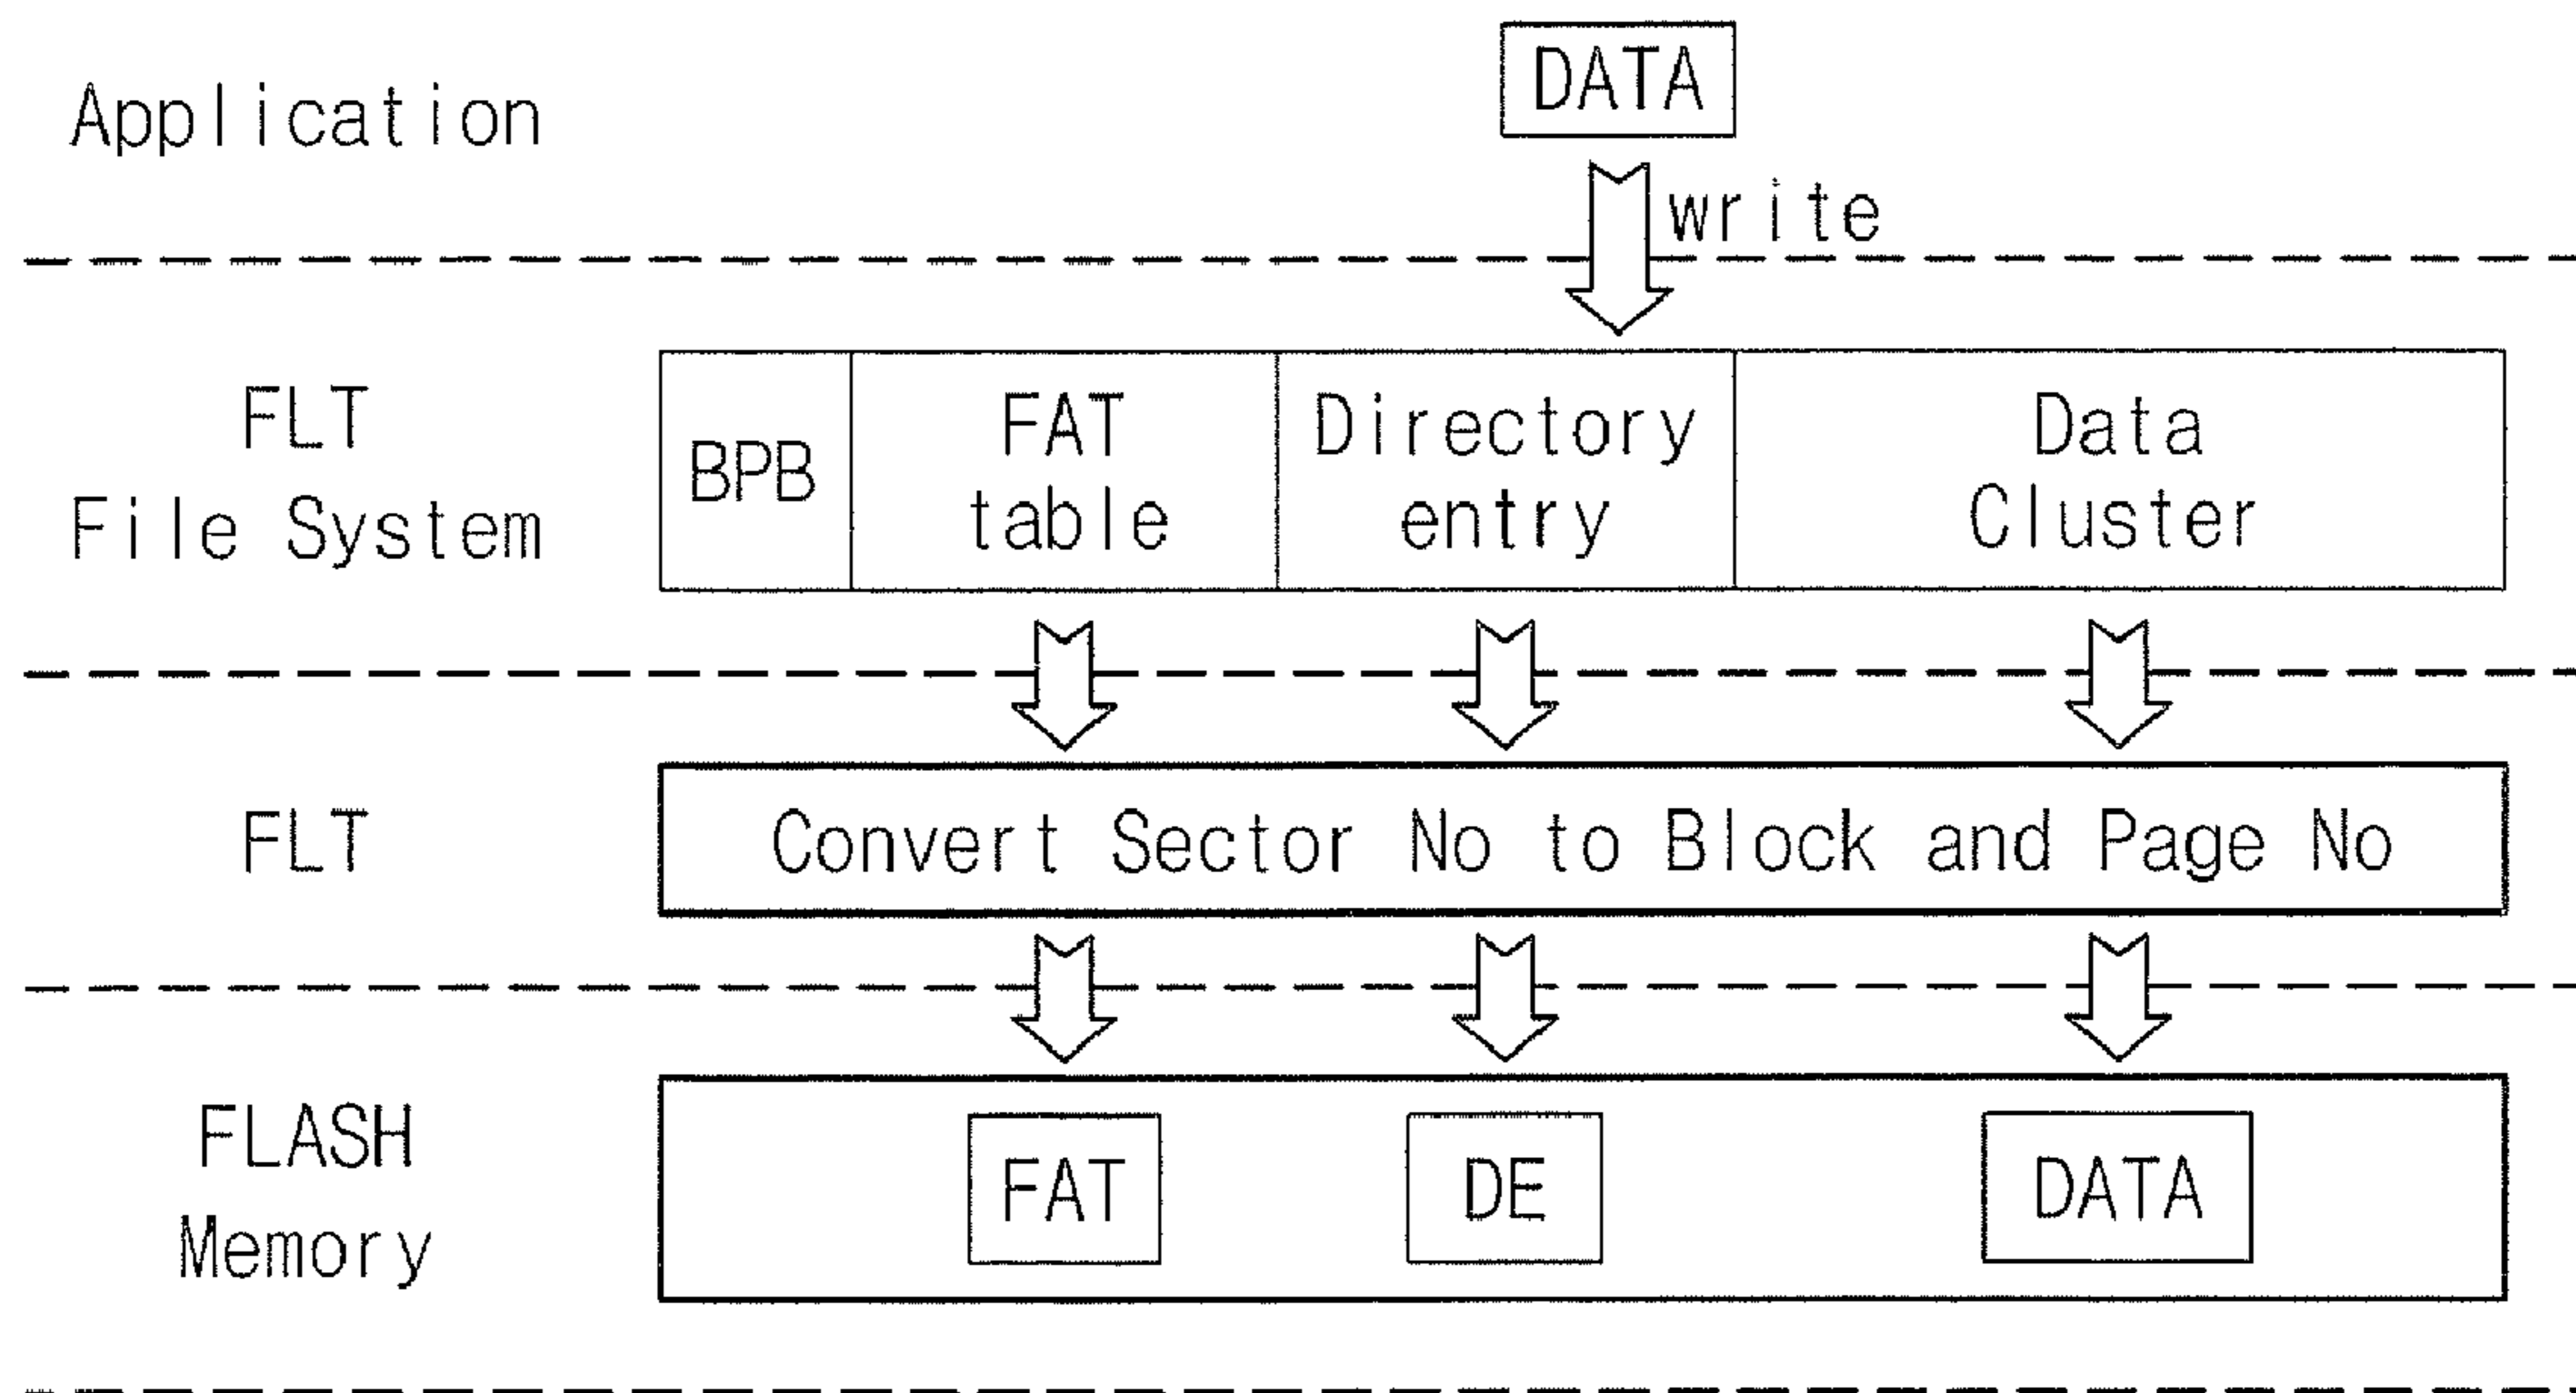 Application
DATA
write
FLT
File System
BPB
FAT
table
Directory
entry
Data
Cluster
FLT
Convert Sector No to Block and Page No
FLASH
Memory
FAT
DE
DATA